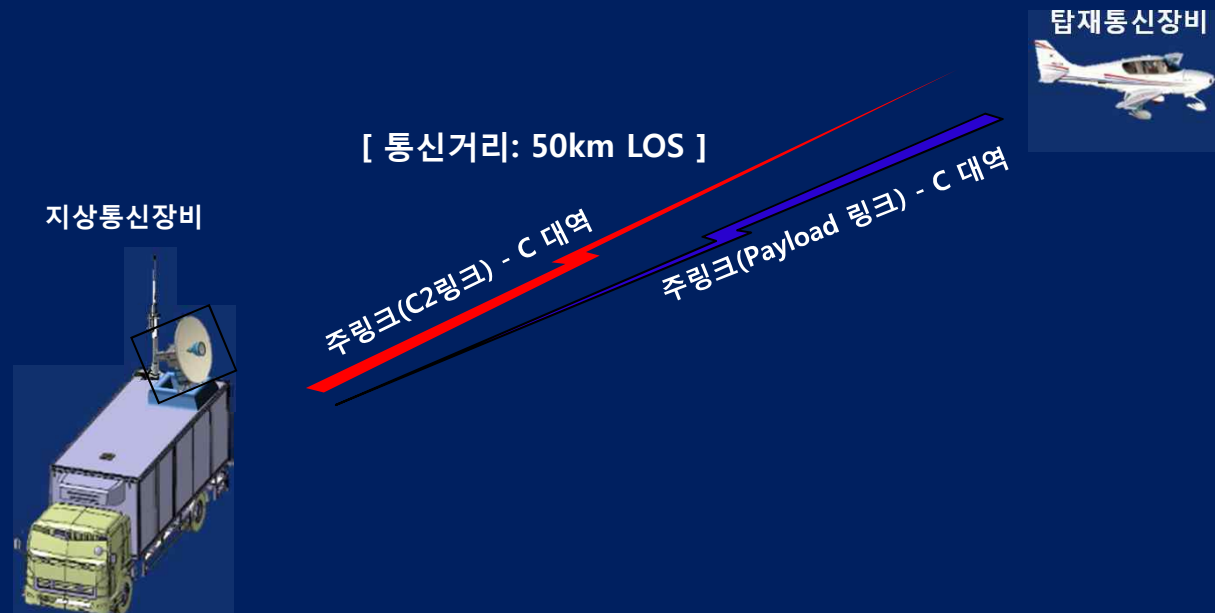 탑재통신장비
[ 통신거리: 50km LOS ]
지상통신장비
주링크(C2링크) - C 대역
주링크(Payload 링크) - C 대역